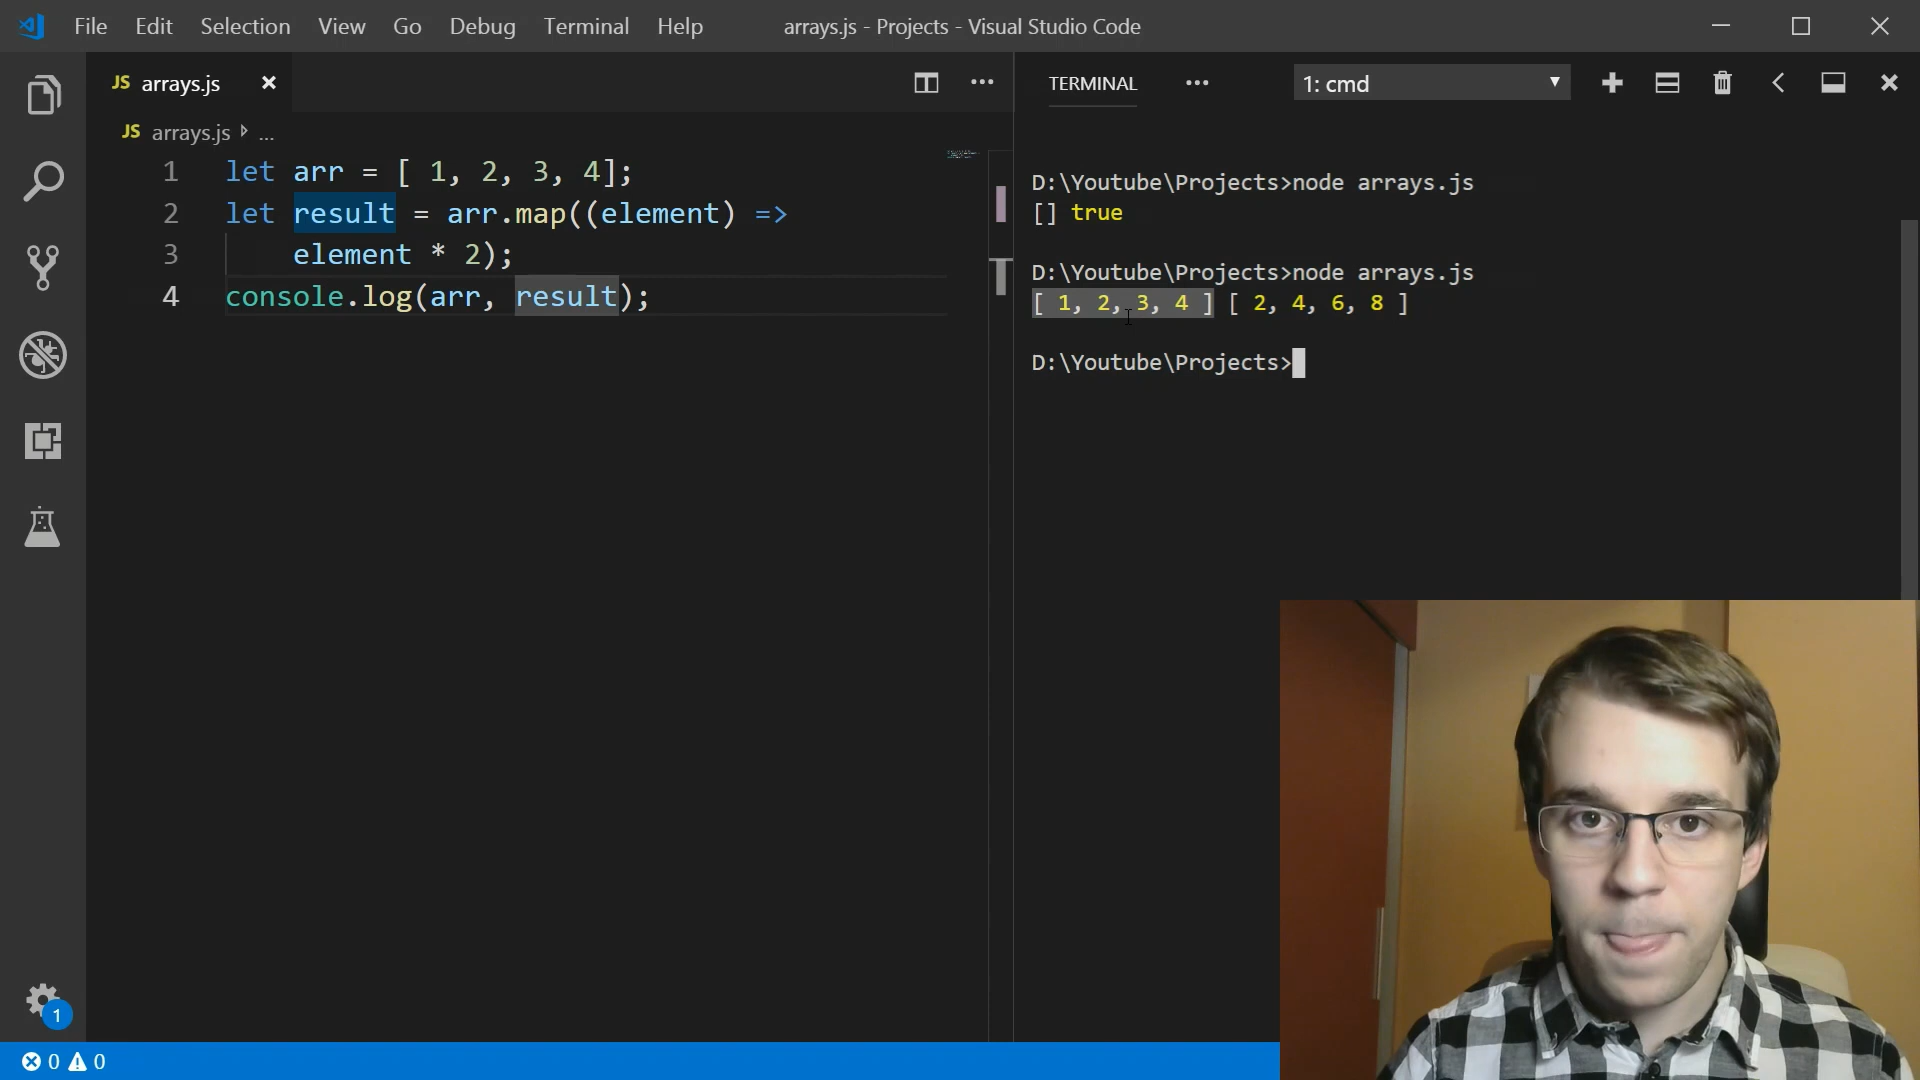 File Edit Selection View Go Debug Terminal Help arrays.js - Projects - Visual Studio Code
JS arrays.js
JS arrays.js ...
1 let arr = [ 1, 2, 3, 4];
2 let result = arr.map((element) =>
3 element * 2);
4 console.log(arr, result);
TERMINAL 1: cmd
D:\Youtube\Projects>node arrays.js
[] true
D:\Youtube\Projects>node arrays.js
[ 1, 2, 3, 4 ] [ 2, 4, 6, 8 ]
D:\Youtube\Projects>
1
0 0